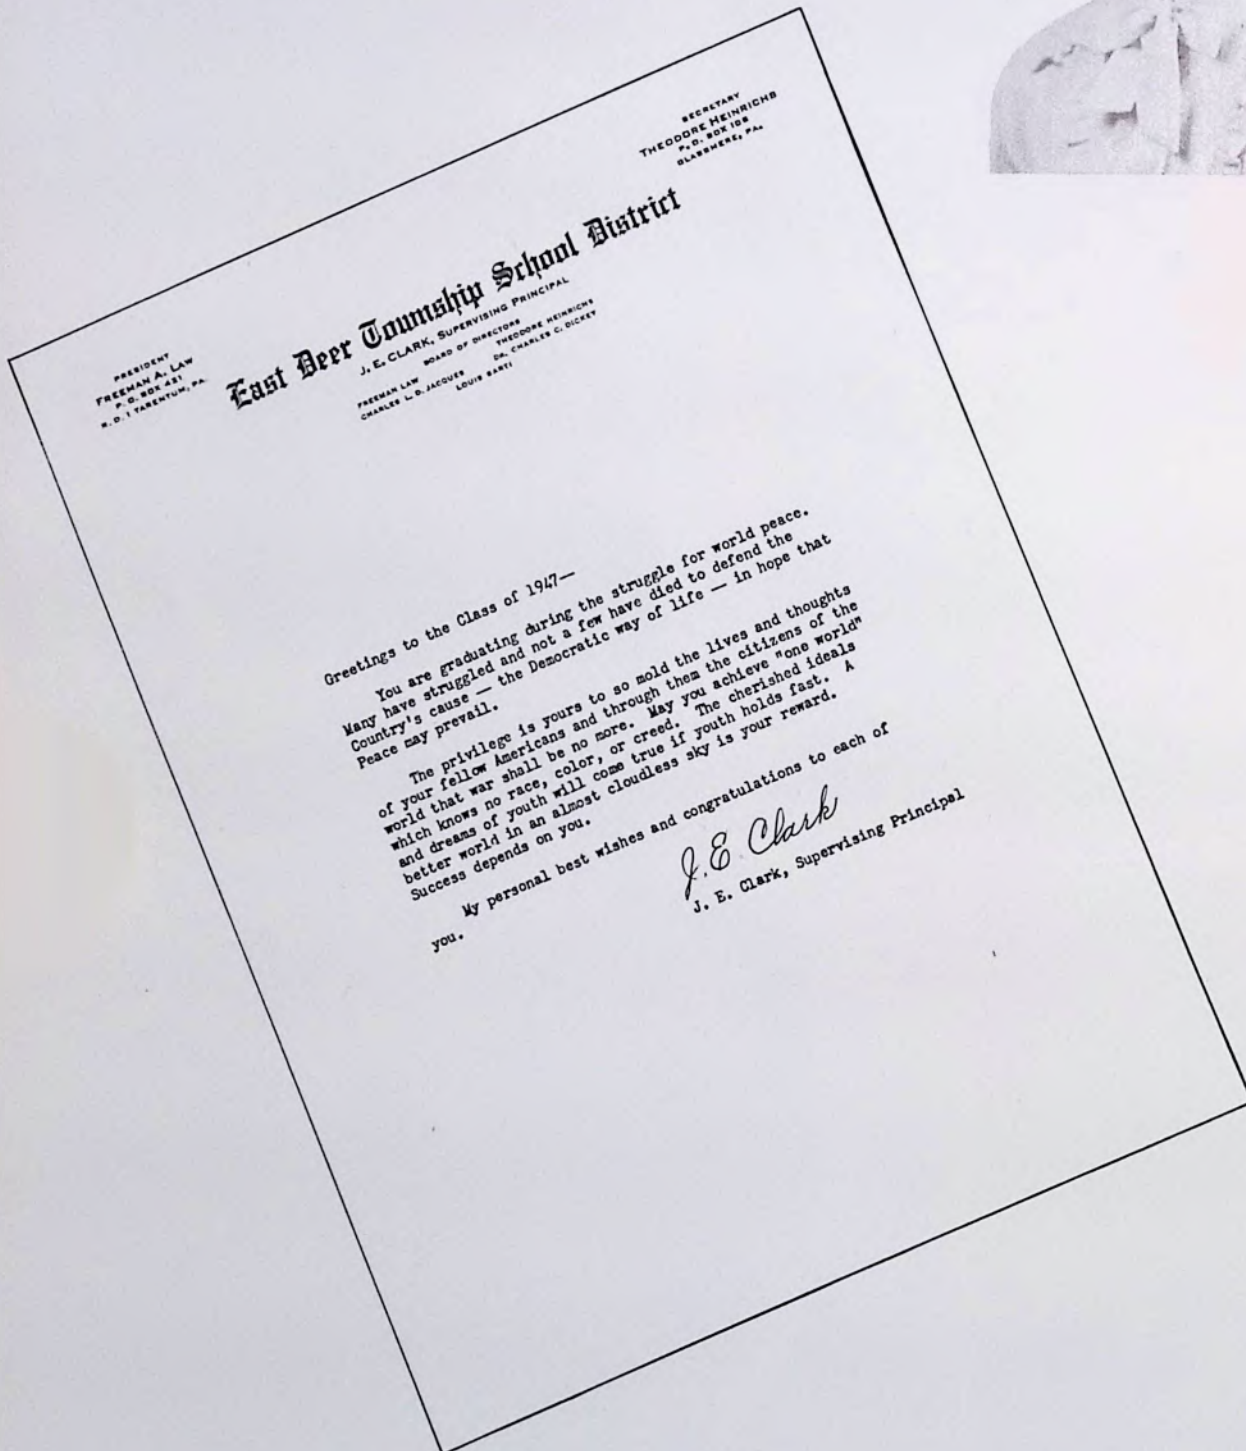 SECRETARY
THEODORE HEINRICHS
P. O. BOX 108
GLASSMERE, PA.
PRESIDENT
FREEMAN A. LAW
P. O. BOX 421
R. D. 1 TARENTUM, PA.
East Deer Township School District
J. E. CLARK, SUPERVISING PRINCIPAL
BOARD OF DIRECTORS
FREEMAN LAW THEODORE HEINRICHS
CHARLES L. D. JACQUES DR. CHARLES C. DICKEY
LOUIS SARTI
Greetings to the Class of 1947—
You are graduating during the struggle for world peace.
Many have struggled and not a few have died to defend the
Country's cause — the Democratic way of life — in hope that
Peace may prevail.
The privilege is yours to so mold the lives and thoughts
of your fellow Americans and through them the citizens of the
world that war shall be no more. May you achieve "one world"
which knows no race, color, or creed. The cherished ideals
and dreams of youth will come true if youth holds fast. A
better world in an almost cloudless sky is your reward.
Success depends on you.
My personal best wishes and congratulations to each of
you.
J. E. Clark
J. E. Clark, Supervising Principal